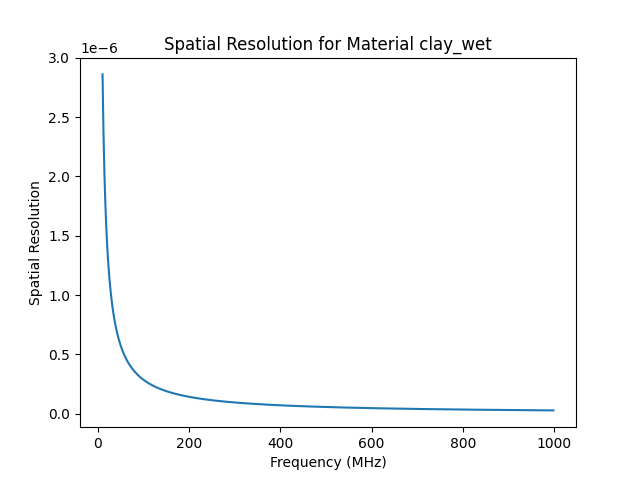 Spatial Resolution for Material clay_wet
1e−6
3.0
2.5
2.0
1.5
1.0
0.5
0.0
Spatial Resolution
0 200 400 600 800 1000
Frequency (MHz)